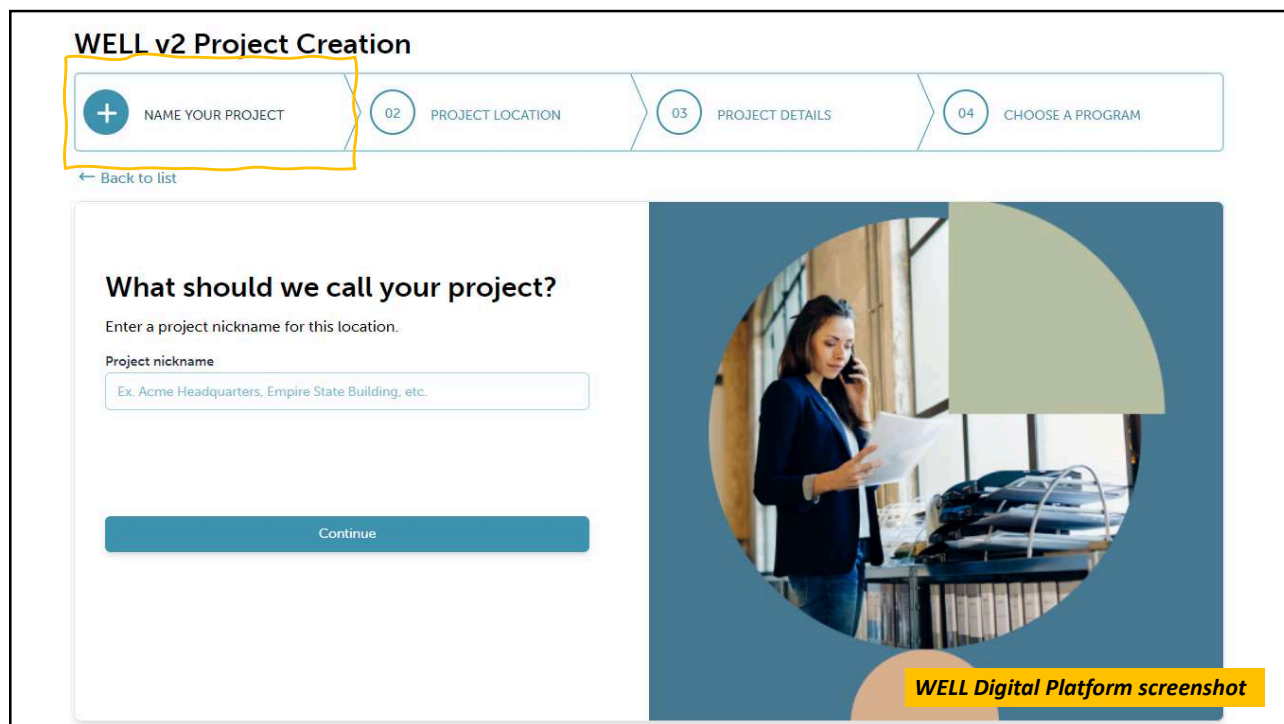 WELL v2 Project Creation
NAME YOUR PROJECT
02 PROJECT LOCATION
03 PROJECT DETAILS
04 CHOOSE A PROGRAM
← Back to list
What should we call your project?
Enter a project nickname for this location.
Project nickname
Ex. Acme Headquarters, Empire State Building, etc.
Continue
WELL Digital Platform screenshot